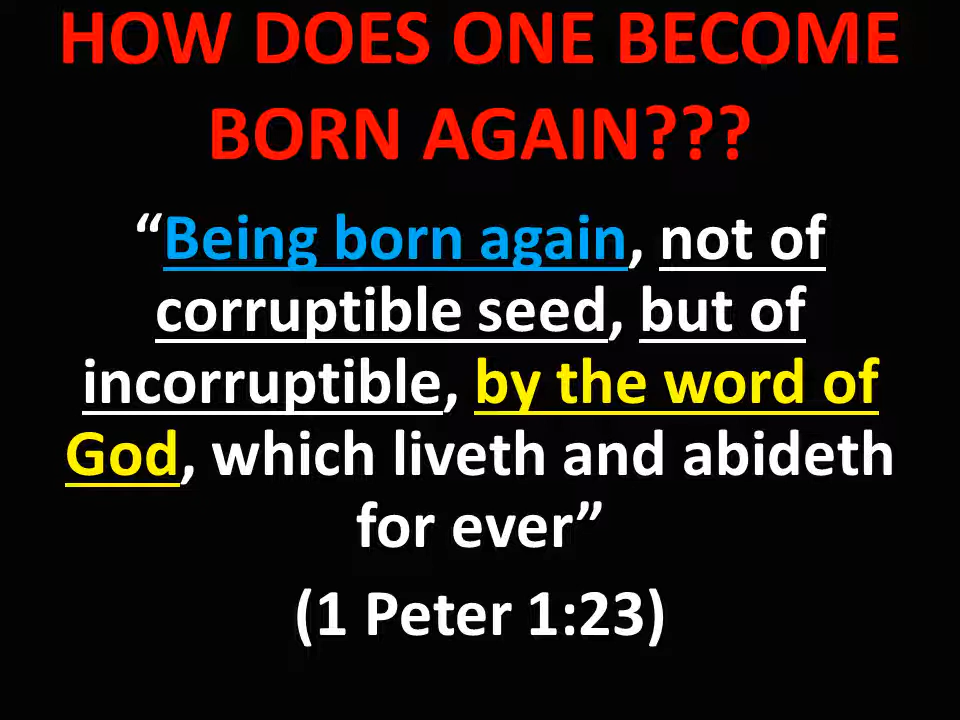 HOW DOES ONE BECOME
BORN AGAIN???
“Being born again, not of
corruptible seed, but of
incorruptible, by the word of
God, which liveth and abideth
for ever”
(1 Peter 1:23)